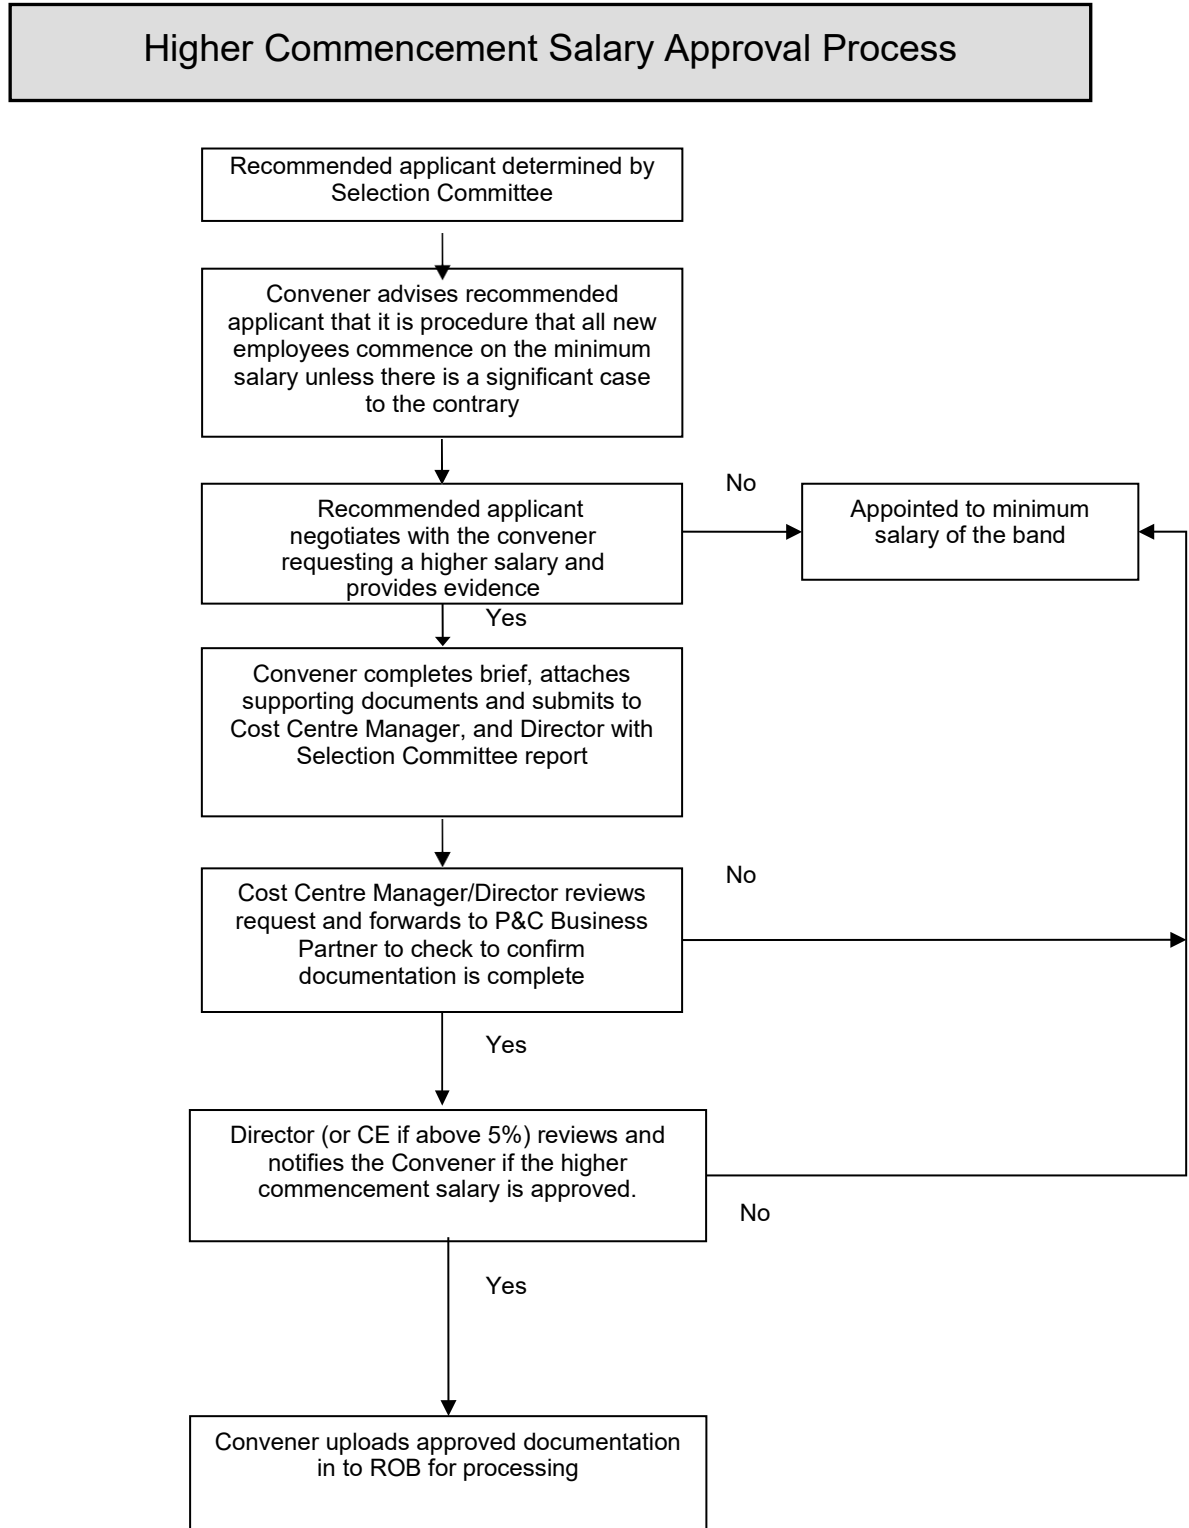 Higher Commencement Salary Approval Process
Recommended applicant determined by
Selection Committee
Convener advises recommended
applicant that it is procedure that all new
employees commence on the minimum
salary unless there is a significant case
to the contrary
Recommended applicant
negotiates with the convener
requesting a higher salary and
provides evidence
No
Appointed to minimum
salary of the band
Yes
Convener completes brief, attaches
supporting documents and submits to
Cost Centre Manager, and Director with
Selection Committee report
Cost Centre Manager/Director reviews
request and forwards to P&C Business
Partner to check to confirm
documentation is complete
No
Yes
Director (or CE if above 5%) reviews and
notifies the Convener if the higher
commencement salary is approved.
No
Yes
Convener uploads approved documentation
in to ROB for processing